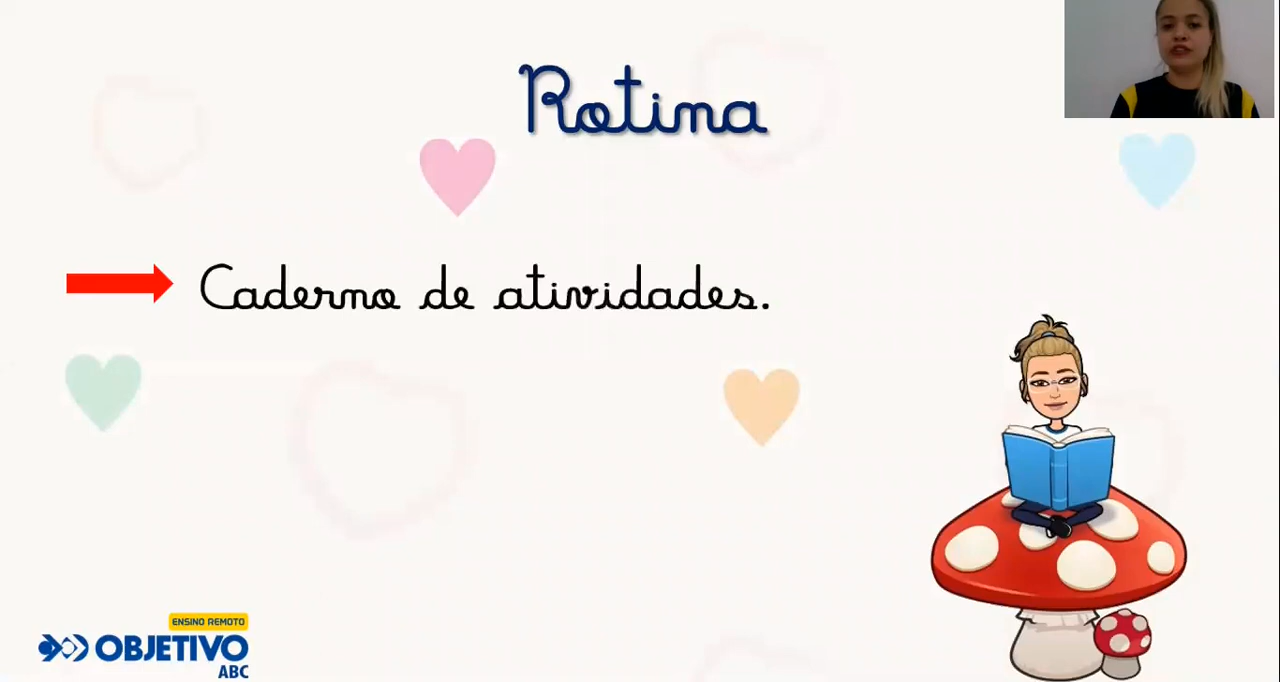 Rotina
Caderno de atividades.
ENSINO REMOTO
OBJETIVO
ABC